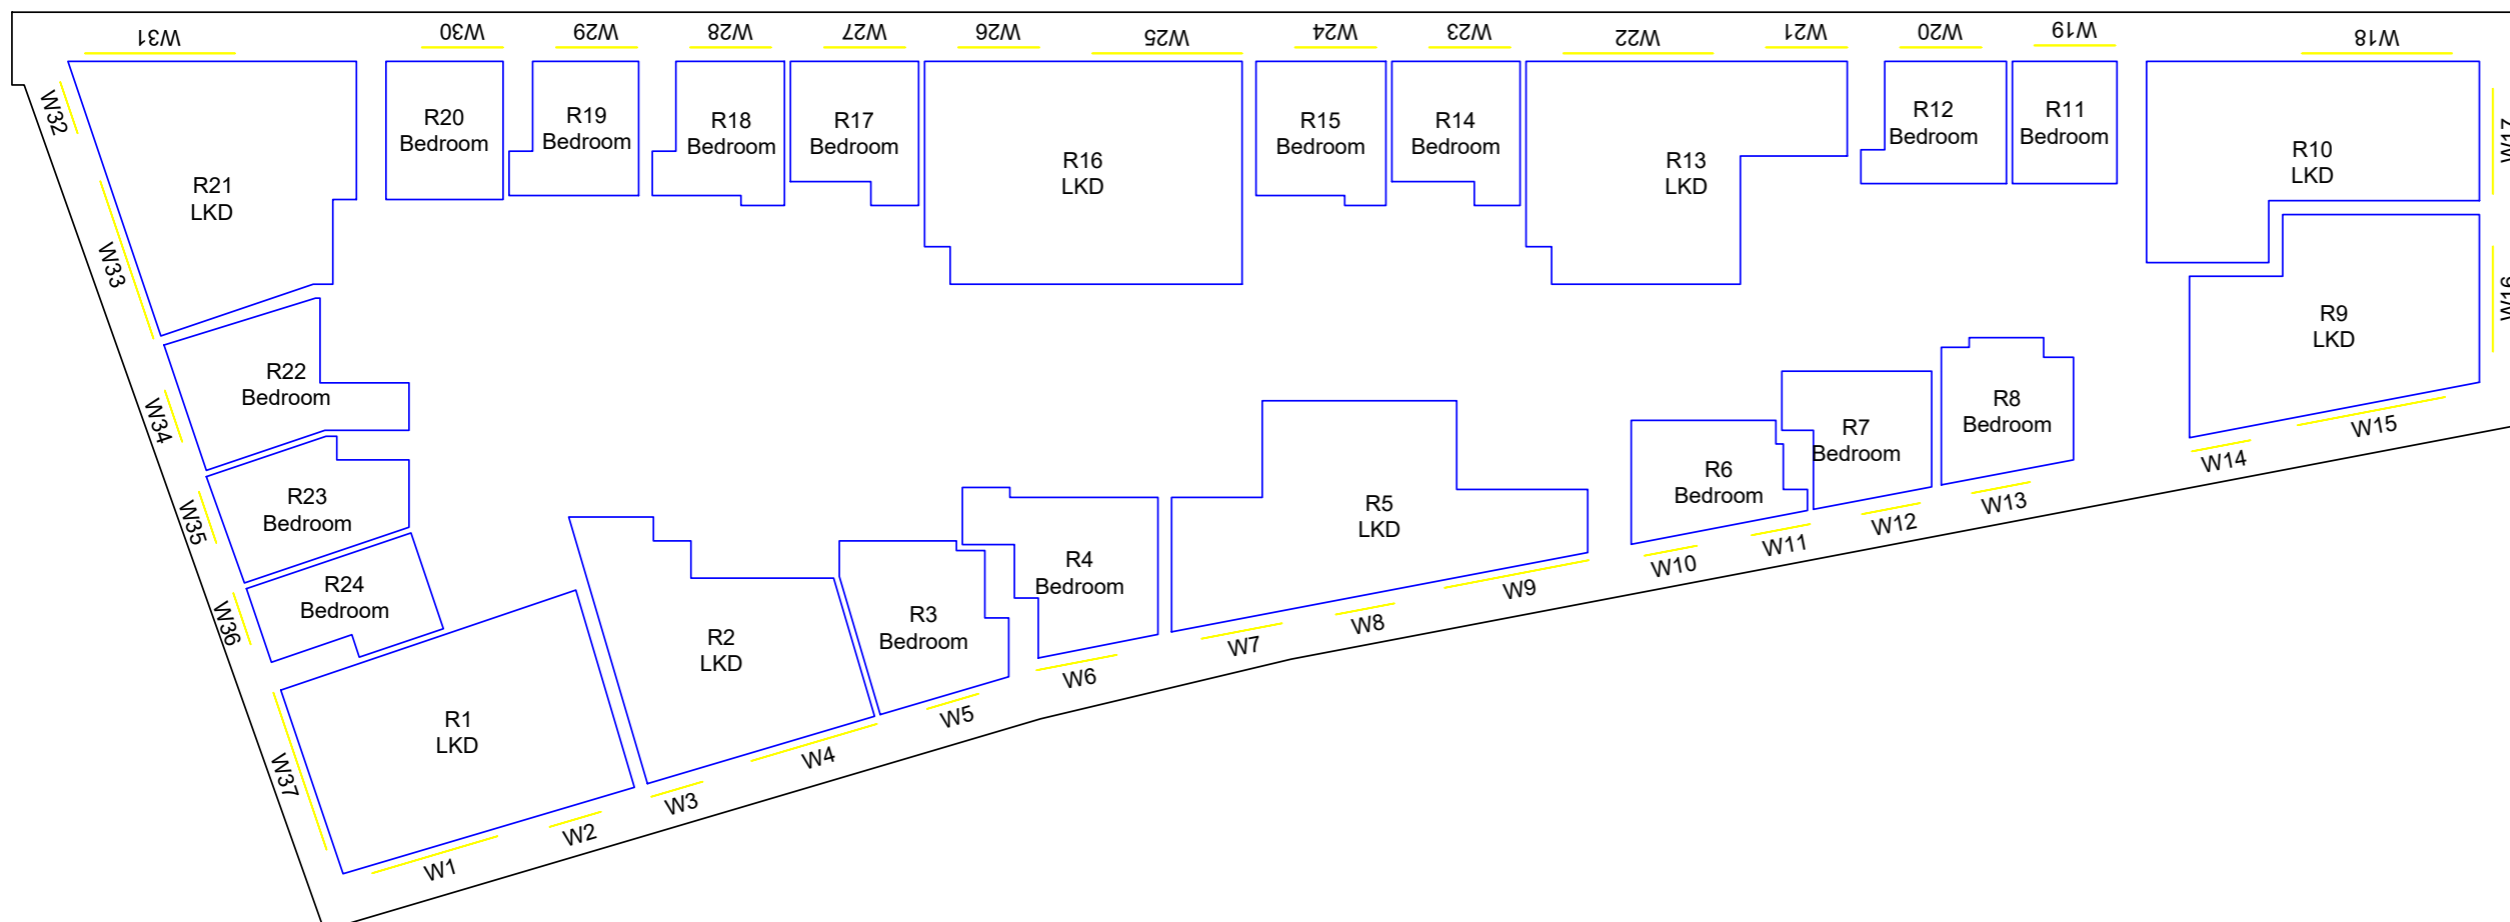 W31
W30
W29
W28
W27
W26
W25
W24
W23
W22
W21
W20
W19
W18
W32
R20
Bedroom
R19
Bedroom
R18
Bedroom
R17
Bedroom
R16
LKD
R15
Bedroom
R14
Bedroom
R13
LKD
R12
Bedroom
R11
Bedroom
R10
LKD
W17
R21
LKD
W33
R9
LKD
W16
R22
Bedroom
W34
R8
Bedroom
R7
Bedroom
W15
W14
R23
Bedroom
W35
R5
LKD
R6
Bedroom
W13
W12
W11
W10
R24
Bedroom
W36
R4
Bedroom
W9
W8
W7
R3
Bedroom
R2
LKD
W6
W5
R1
LKD
W37
W4
W3
W2
W1